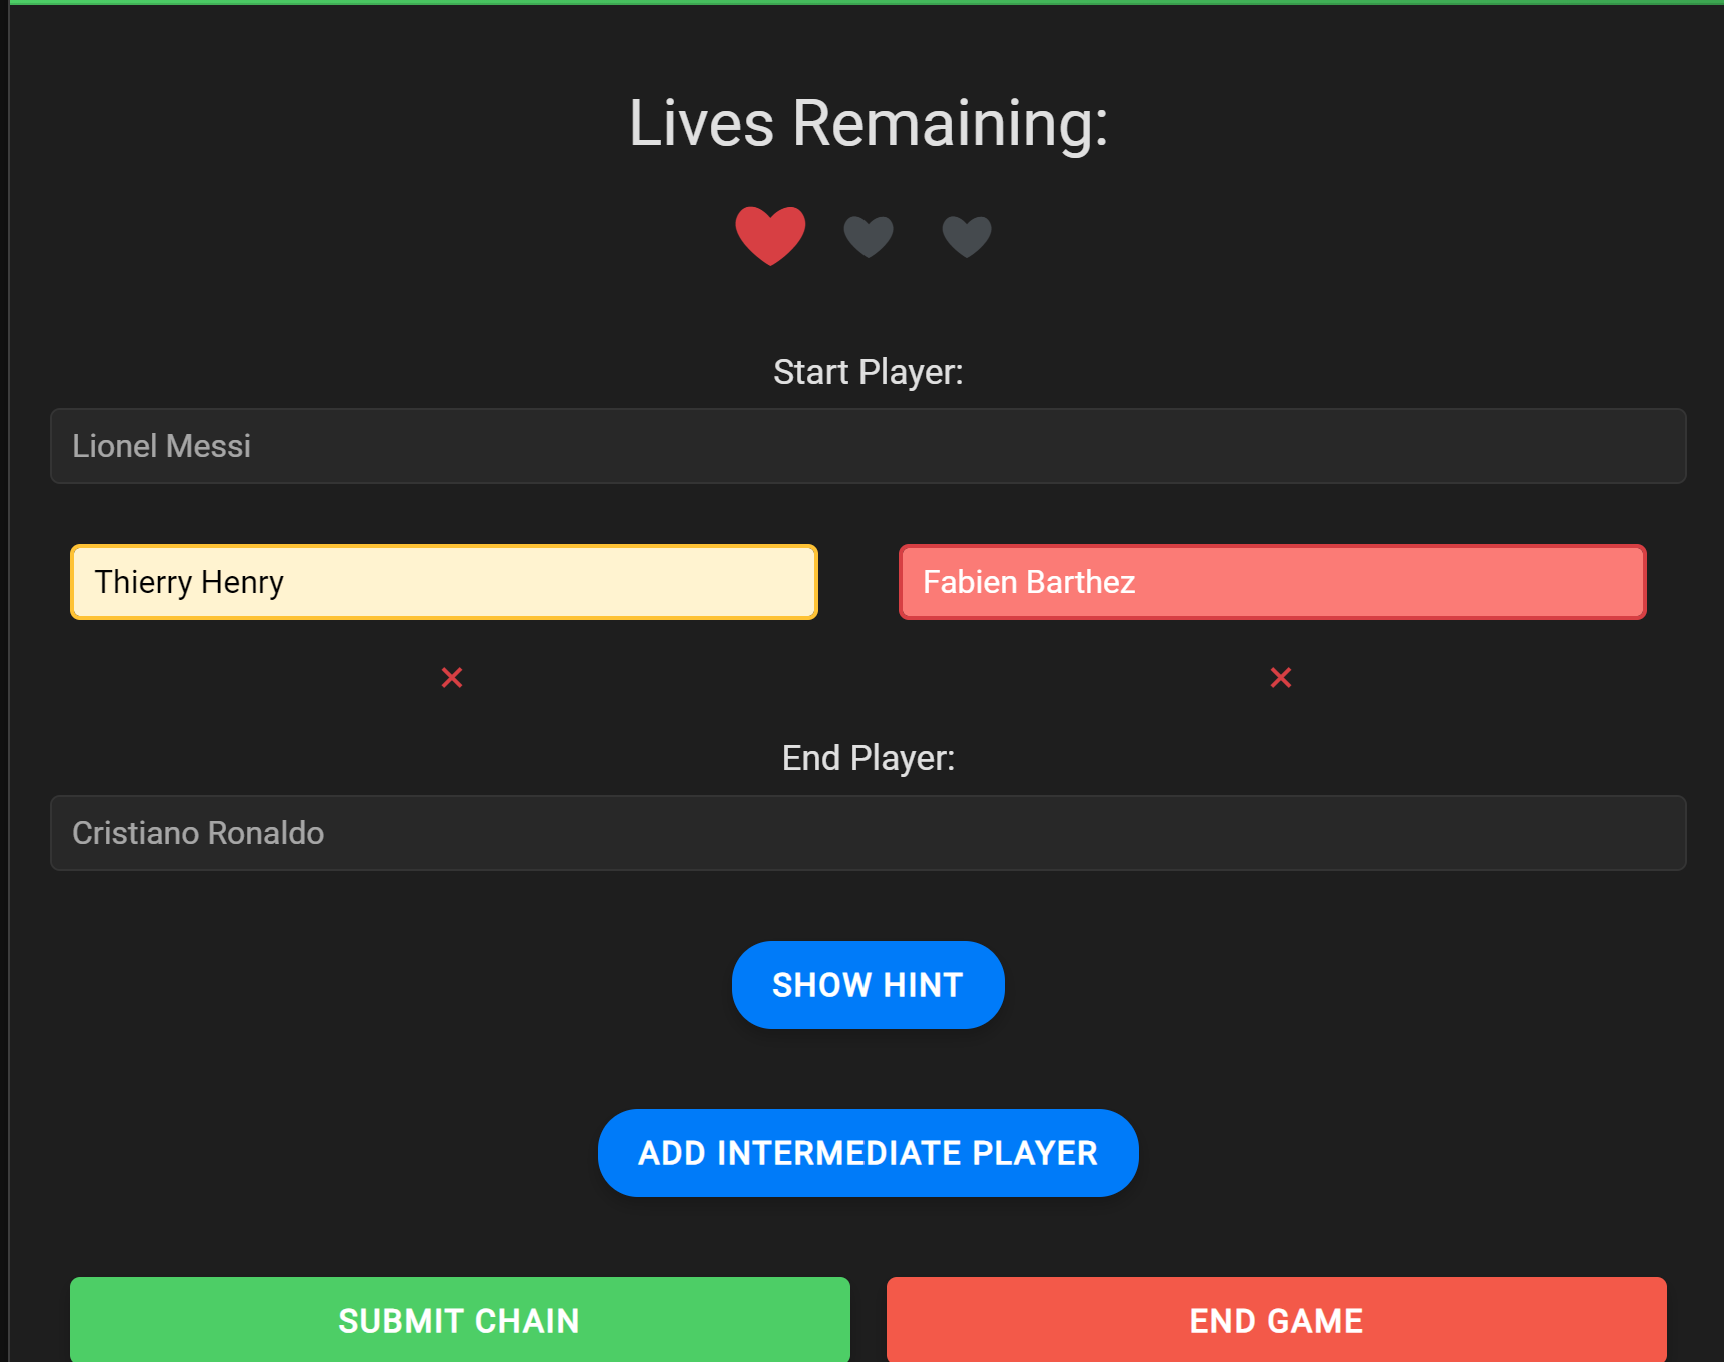 Lives Remaining:
Start Player:
Lionel Messi
Thierry Henry
Fabien Barthez
End Player:
Cristiano Ronaldo
SHOW HINT
ADD INTERMEDIATE PLAYER
SUBMIT CHAIN
END GAME